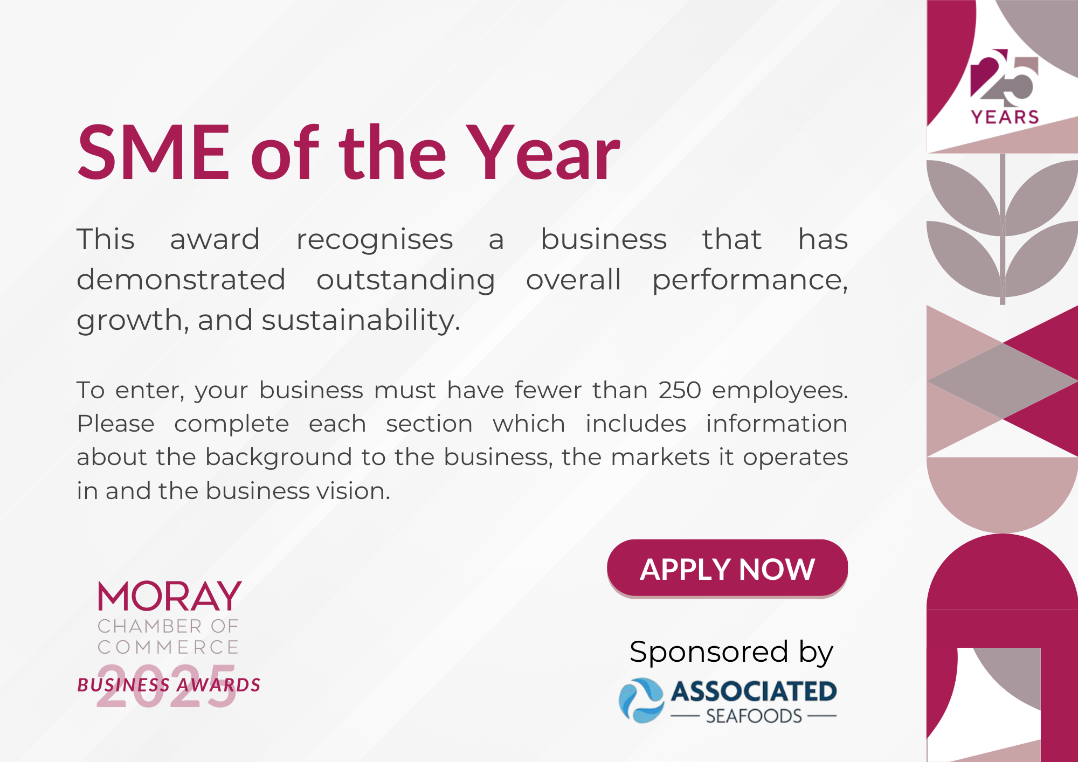 25
YEARS
SME of the Year
This award recognises a business that has
demonstrated outstanding overall performance,
growth, and sustainability.
To enter, your business must have fewer than 250 employees.
Please complete each section which includes information
about the background to the business, the markets it operates
in and the business vision.
APPLY NOW
MORAY
CHAMBER OF
COMMERCE
2025
BUSINESS AWARDS
Sponsored by
ASSOCIATED
SEAFOODS